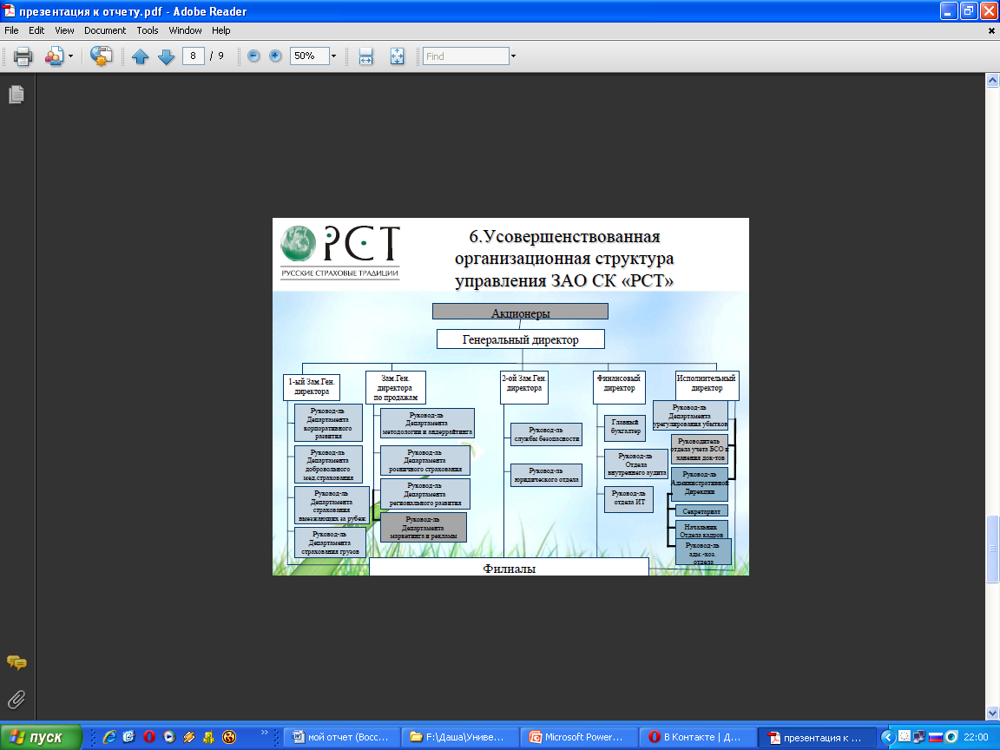 презентация к отчету.pdf - Adobe Reader
File Edit View Document Tools Window Help
8 / 9 50% Find
РСТ
РУССКИЕ СТРАХОВЫЕ ТРАДИЦИИ
6.Усовершенствованная
организационная структура
управления ЗАО СК «РСТ»
Акционеры
Генеральный директор
1-ый Зам.Ген.
директора
Зам.Ген.
директора
по продажам
2-ой Зам.Ген.
директора
Финансовый
директор
Исполнительный
директор
Руковод-ль
Департамента
корпоративного
развития
Руковод-ль
Департамента
добровольного
мед.страхования
Руковод-ль
Департамента
страхования
выезжающих за рубеж
Руковод-ль
Департамента
страхования грузов
Руковод-ль
Департамента
методологии и андеррайтинга
Руковод-ль
Департамента
розничного страхования
Руковод-ль
Департамента
регионального развития
Руковод-ль
Департамента
маркетинга и рекламы
Руковод-ль
службы безопасности
Руковод-ль
юридического отдела
Главный
бухгалтер
Руковод-ль
Отдела
внутреннего аудита
Руковод-ль
отдела ИТ
Руковод-ль
Департамента
урегулирования убытков
Руководитель
отдела учета БСО и
ханения док-тов
Руковод-ль
Административной
Дирекции
Секретариат
Начальник
Отдела кадров
Руковод-ль
адм.-хоз.
отдела
Филиалы
пуск
мой отчет (Восс...
F:\Даша\Униве...
Microsoft Power...
В Контакте | Д...
презентация к ...
22:00